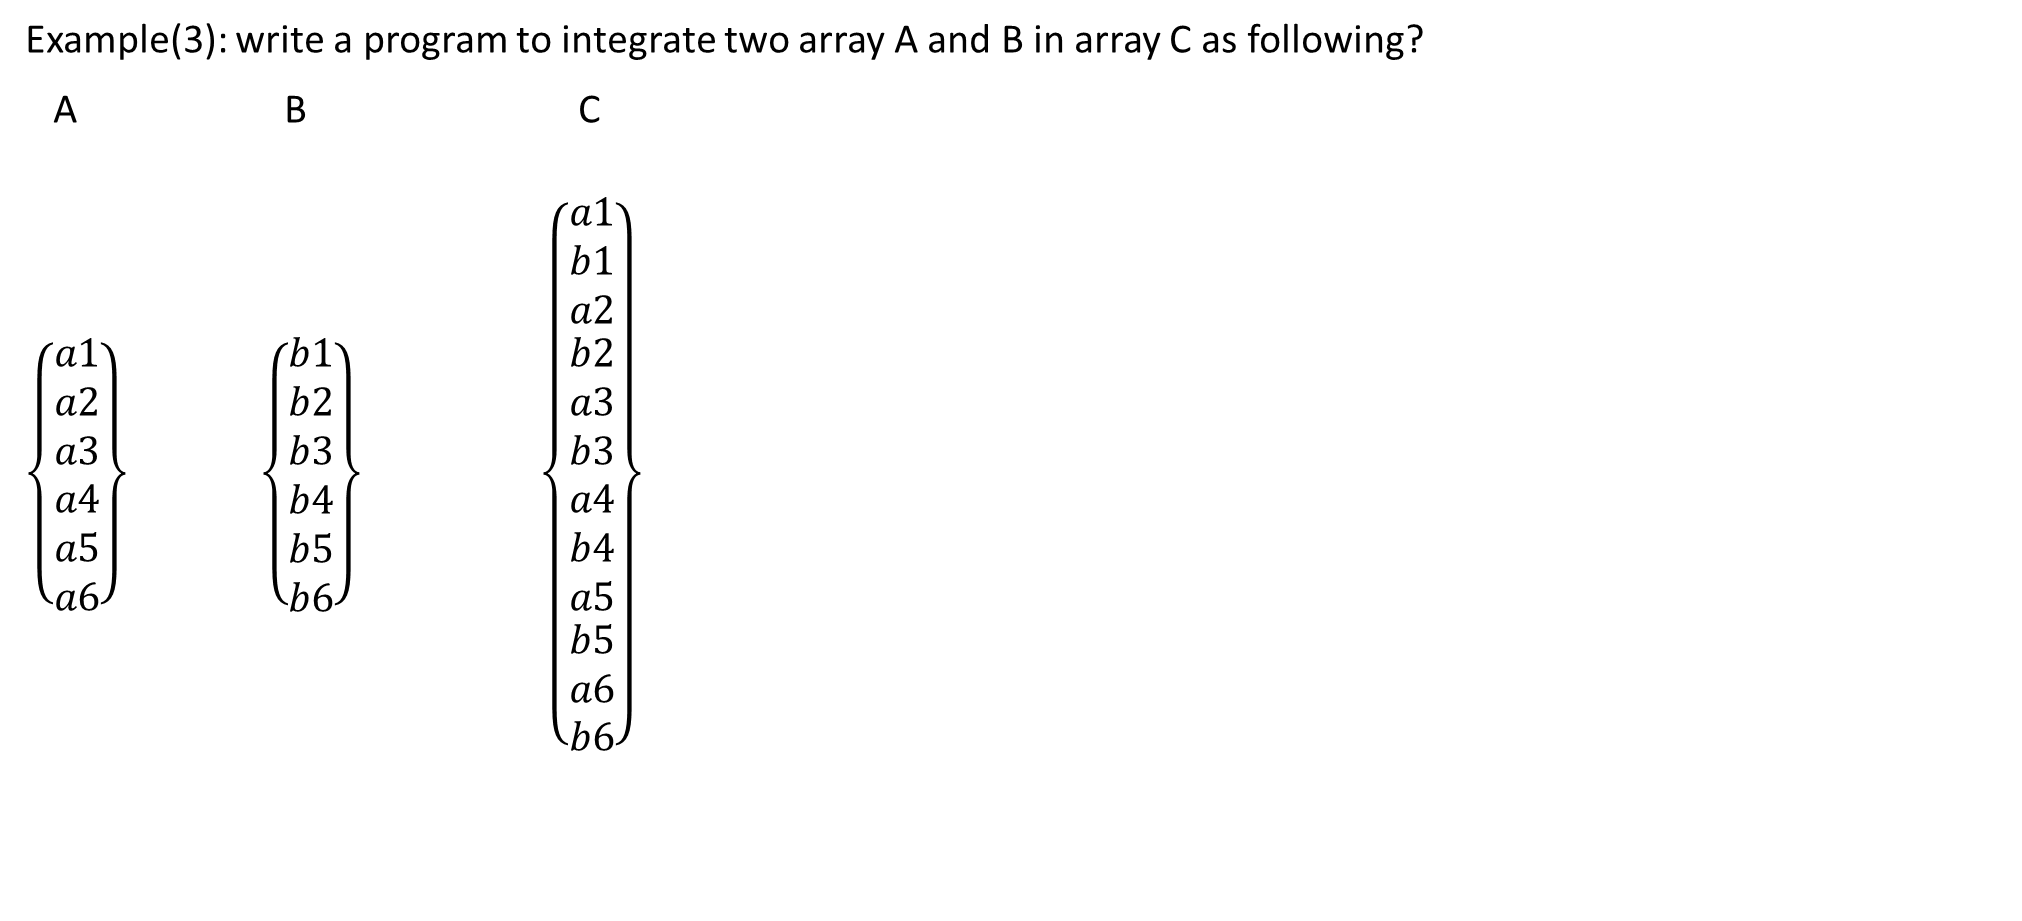 Example(3): write a program to integrate two array A and B in array C as following?
A B C
a1
a2
a3
a4
a5
a6
b1
b2
b3
b4
b5
b6
a1
b1
a2
b2
a3
b3
a4
b4
a5
b5
a6
b6